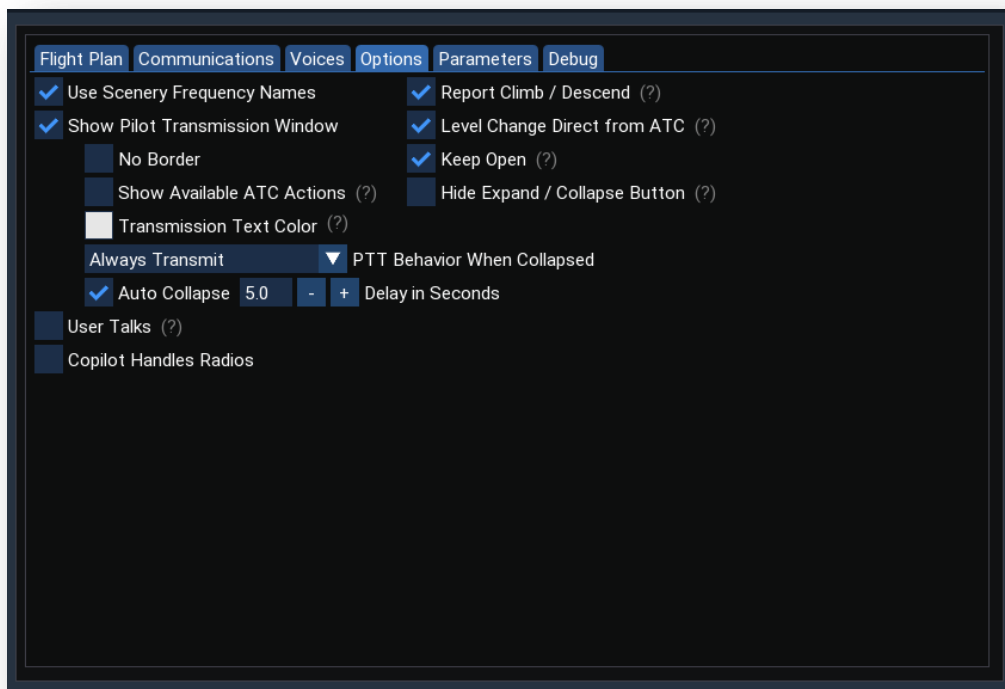 Flight Plan Communications Voices Options Parameters Debug
Use Scenery Frequency Names Report Climb / Descend (?)
Show Pilot Transmission Window Level Change Direct from ATC (?)
No Border Keep Open (?)
Show Available ATC Actions (?) Hide Expand / Collapse Button (?)
Transmission Text Color (?)
Always Transmit PTT Behavior When Collapsed
Auto Collapse 5.0 - + Delay in Seconds
User Talks (?)
Copilot Handles Radios